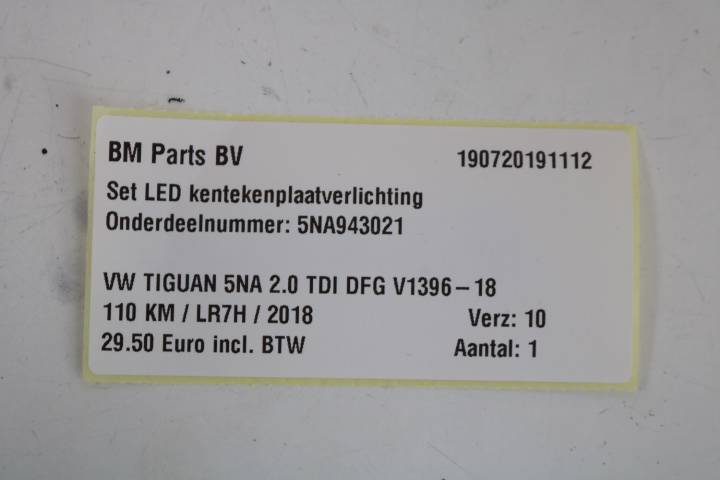 BM Parts BV 190720191112
Set LED kentekenplaatverlichting
Onderdeelnummer: 5NA943021
VW TIGUAN 5NA 2.0 TDI DFG V1396 – 18
110 KM / LR7H / 2018 Verz: 10
29.50 Euro incl. BTW Aantal: 1